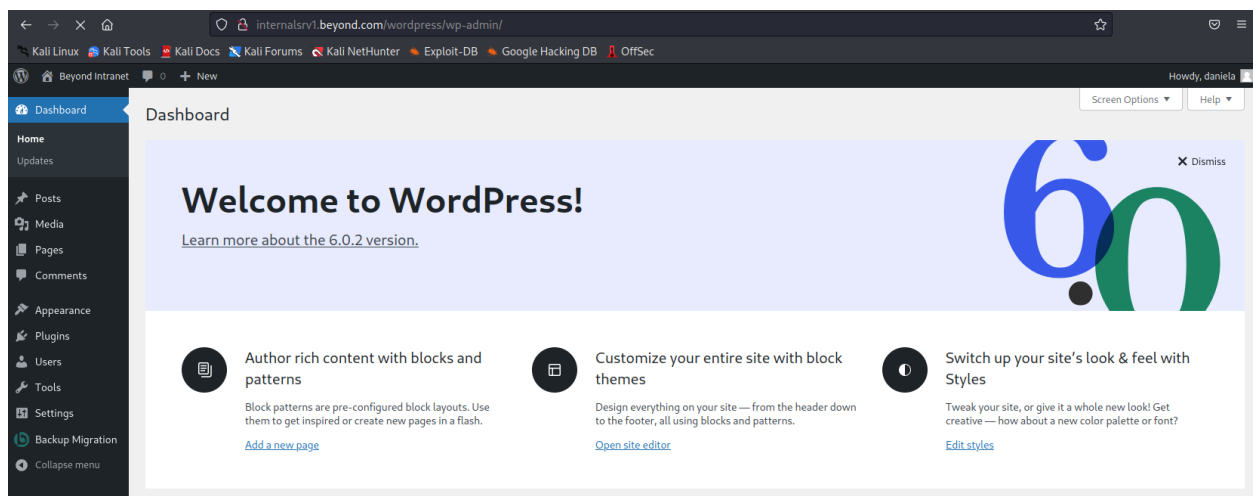 internalsrv1.beyond.com/wordpress/wp-admin/
Kali Linux Kali Tools Kali Docs Kali Forums Kali NetHunter Exploit-DB Google Hacking DB OffSec
Beyond Intranet 0 New Howdy, daniela
Screen Options Help
Dashboard
Dashboard
Home
Updates
Posts
Media
Pages
Comments
Appearance
Plugins
Users
Tools
Settings
Backup Migration
Collapse menu
Welcome to WordPress!
Learn more about the 6.0.2 version.
6.0
Dismiss
Author rich content with blocks and
patterns
Block patterns are pre-configured block layouts. Use
them to get inspired or create new pages in a flash.
Add a new page
Customize your entire site with block
themes
Design everything on your site — from the header down
to the footer, all using blocks and patterns.
Open site editor
Switch up your site’s look & feel with
Styles
Tweak your site, or give it a whole new look! Get
creative — how about a new color palette or font?
Edit styles